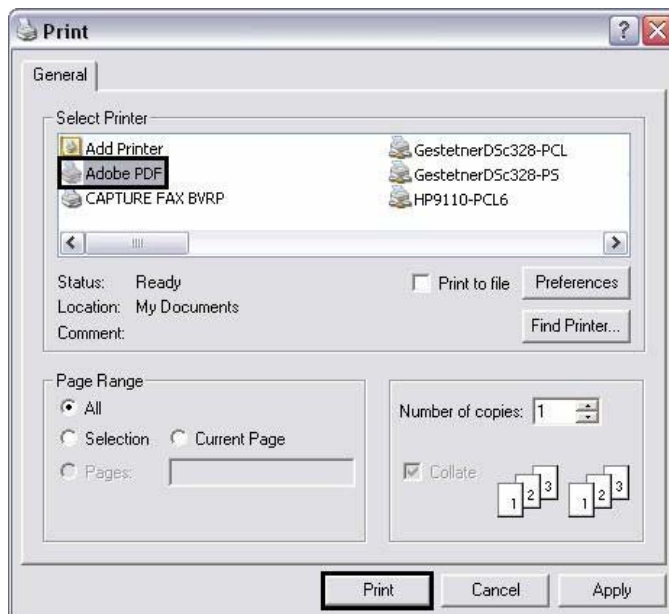 Print
General
Select Printer
Add Printer
Adobe PDF
CAPTURE FAX BVRP
GestetnerDSc328-PCL
GestetnerDSc328-PS
HP9110-PCL6
Status: Ready
Location: My Documents
Comment:
Print to file
Preferences
Find Printer...
Page Range
All
Selection
Current Page
Pages:
Number of copies: 1
Collate
1 2 3 1 2 3
Print Cancel Apply